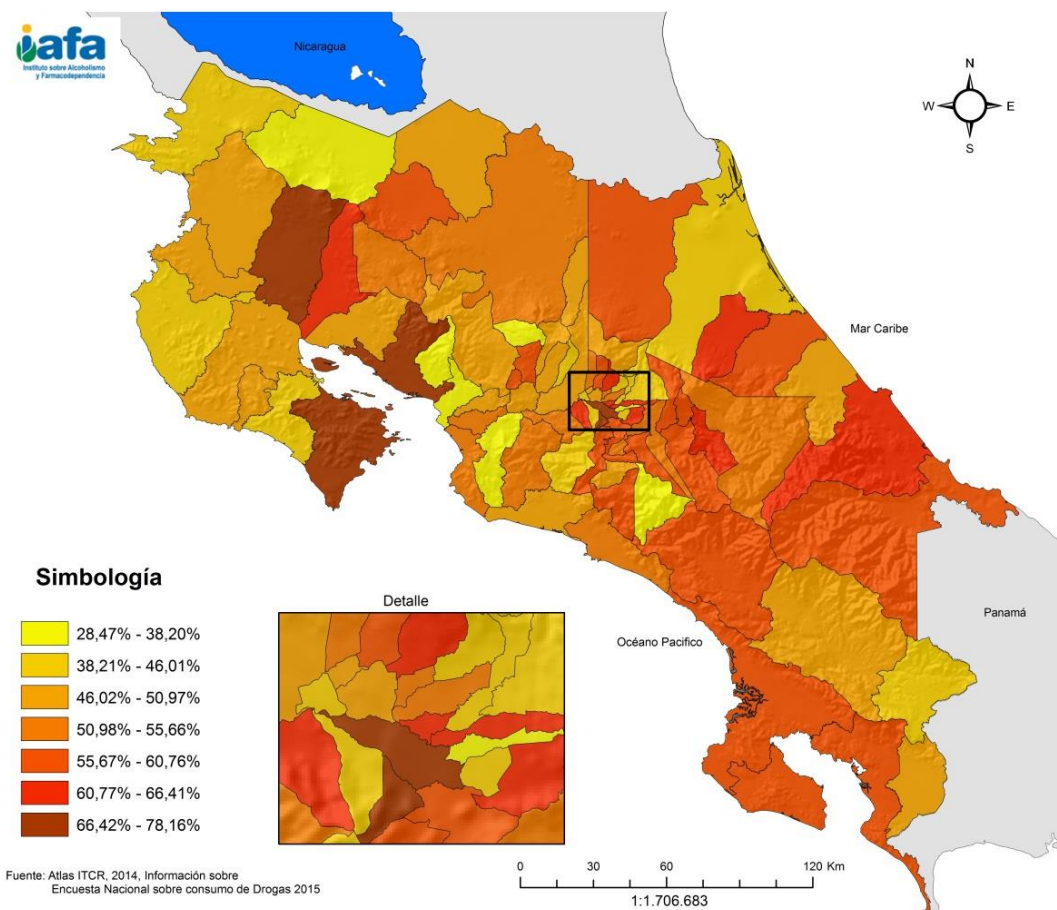 iafa
Instituto sobre Alcoholismo
y Farmacodependencia
Nicaragua
N
W E
S
Mar Caribe
Simbología
28,47% - 38,20%
38,21% - 46,01%
46,02% - 50,97%
50,98% - 55,66%
55,67% - 60,76%
60,77% - 66,41%
66,42% - 78,16%
Detalle
Océano Pacifico
Panamá
Fuente: Atlas ITCR, 2014, Información sobre
Encuesta Nacional sobre consumo de Drogas 2015
0 30 60 120 Km
1:1.706.683